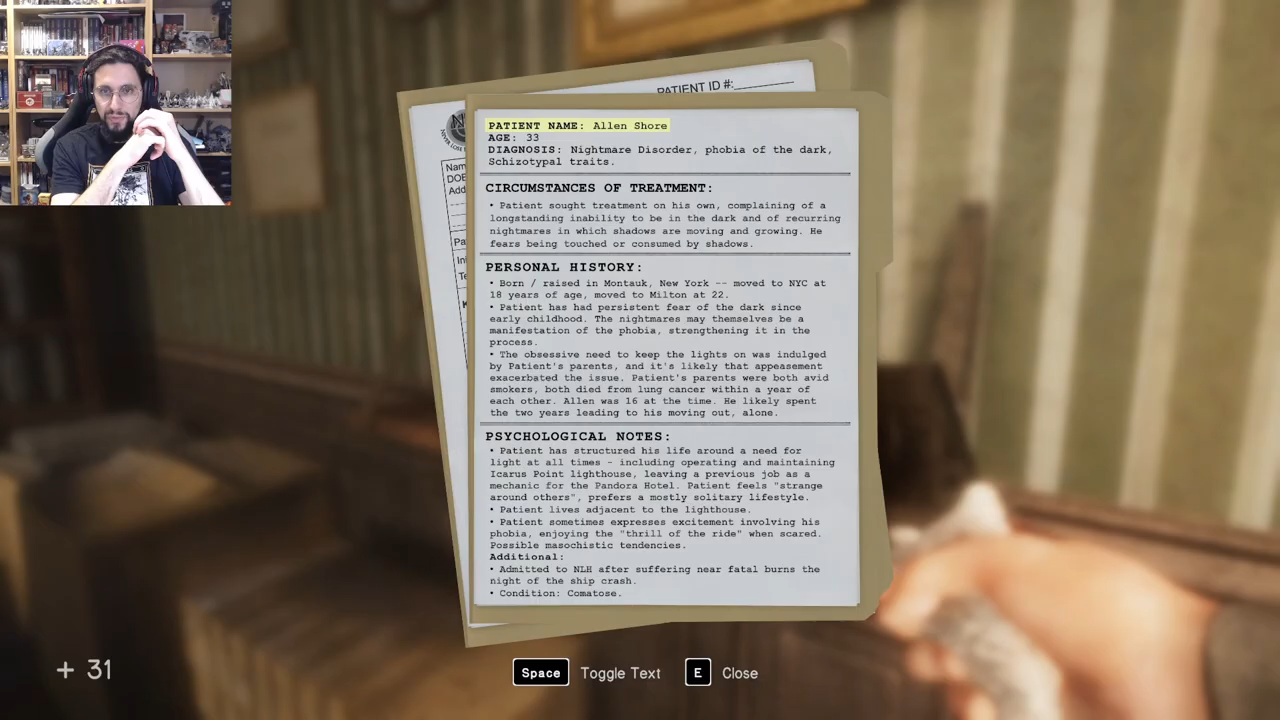 PATIENT ID #:
PATIENT NAME: Allen Shore
AGE: 33
DIAGNOSIS: Nightmare Disorder, phobia of the dark,
Schizotypal traits.
CIRCUMSTANCES OF TREATMENT:
• Patient sought treatment on his own, complaining of a
longstanding inability to be in the dark and of recurring
nightmares in which shadows are moving and growing. He
fears being touched or consumed by shadows.
PERSONAL HISTORY:
• Born / raised in Montauk, New York -- moved to NYC at
18 years of age, moved to Milton at 22.
• Patient has had persistent fear of the dark since
early childhood. The nightmares may themselves be a
manifestation of the phobia, strengthening it in the
process.
• The obsessive need to keep the lights on was indulged
by Patient's parents, and it's likely that appeasement
exacerbated the issue. Patient's parents were both avid
smokers, both died from lung cancer within a year of
each other. Allen was 16 at the time. He likely spent
the two years leading to his moving out, alone.
PSYCHOLOGICAL NOTES:
• Patient has structured his life around a need for
light at all times - including operating and maintaining
Icarus Point lighthouse, leaving a previous job as a
mechanic for the Pandora Hotel. Patient feels "strange
around others", prefers a mostly solitary lifestyle.
• Patient lives adjacent to the lighthouse.
• Patient sometimes expresses excitement involving his
phobia, enjoying the "thrill of the ride" when scared.
Possible masochistic tendencies.
Additional:
• Admitted to NLH after suffering near fatal burns the
night of the ship crash.
• Condition: Comatose.
+ 31
Space Toggle Text E Close